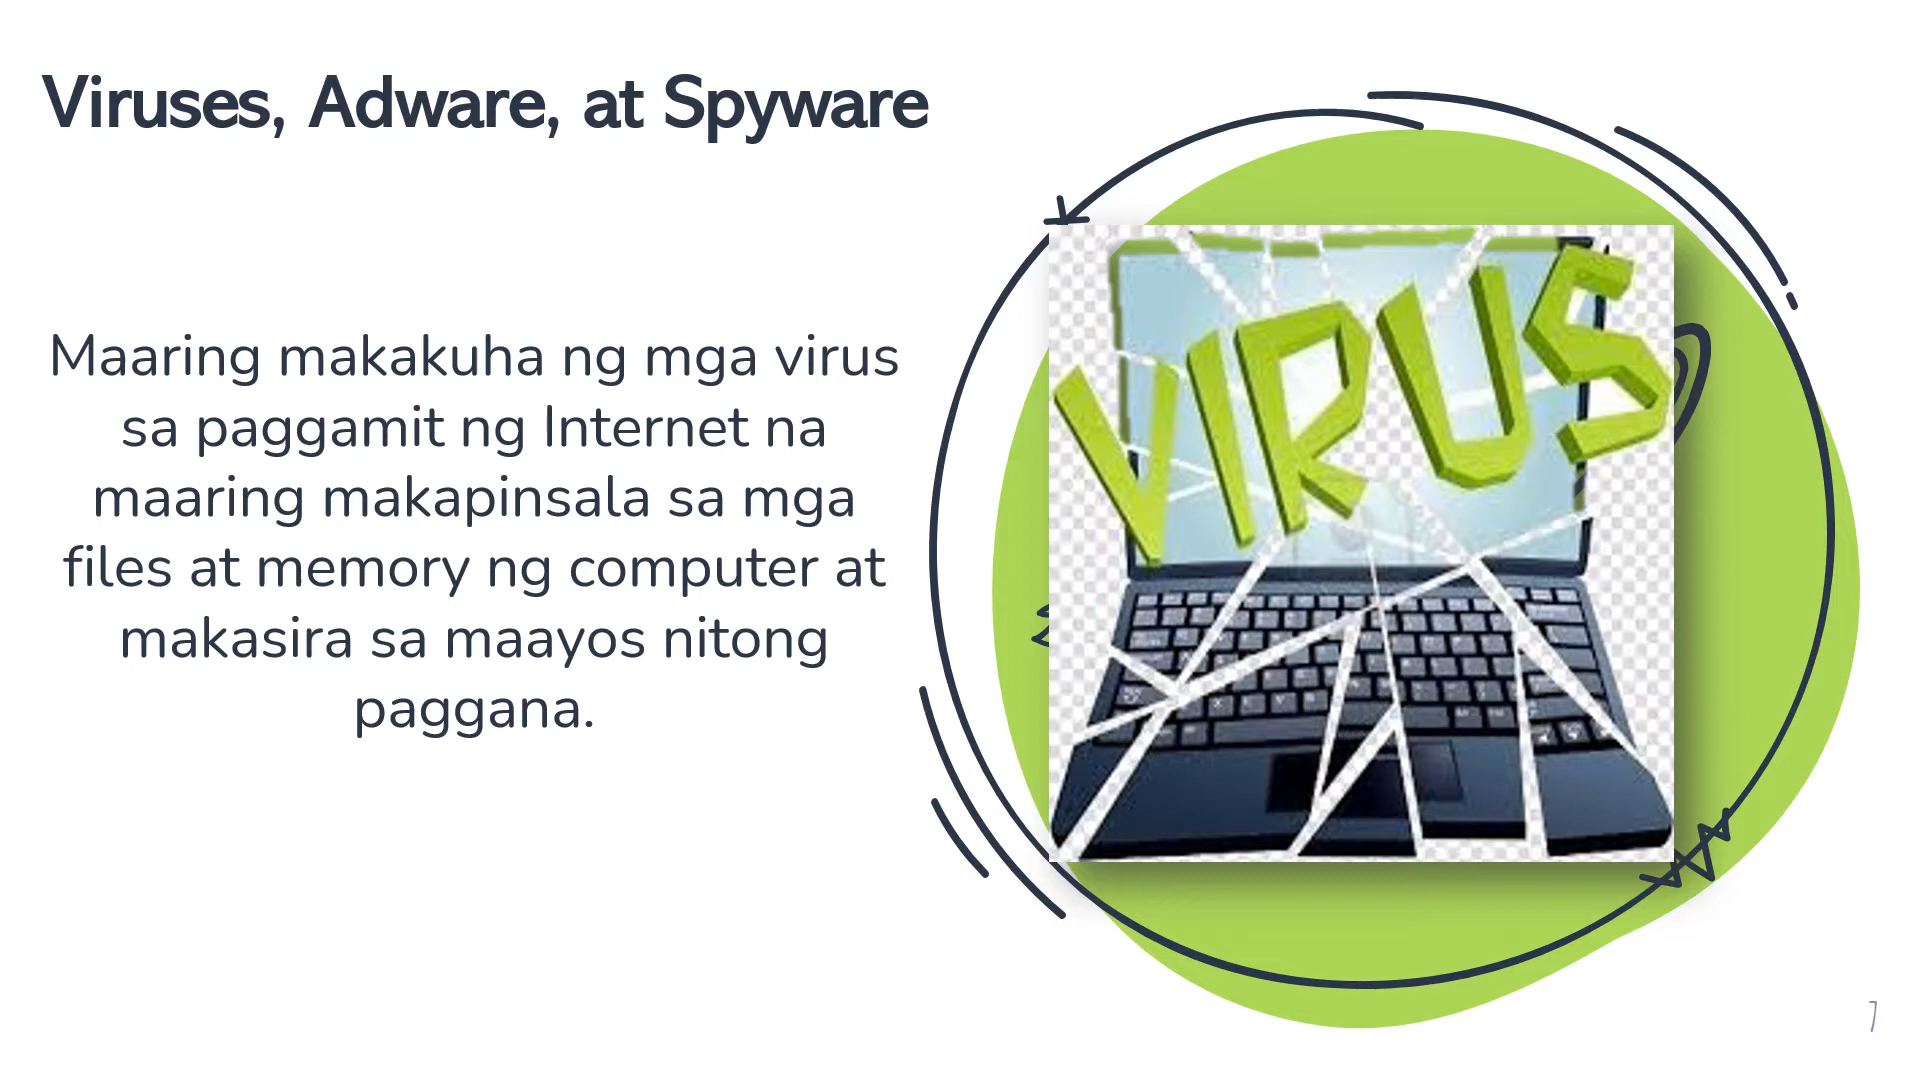 Viruses, Adware, at Spyware
Maaring makakuha ng mga virus
sa paggamit ng Internet na
maaring makapinsala sa mga
files at memory ng computer at
makasira sa maayos nitong
paggana.
VIRUS
7